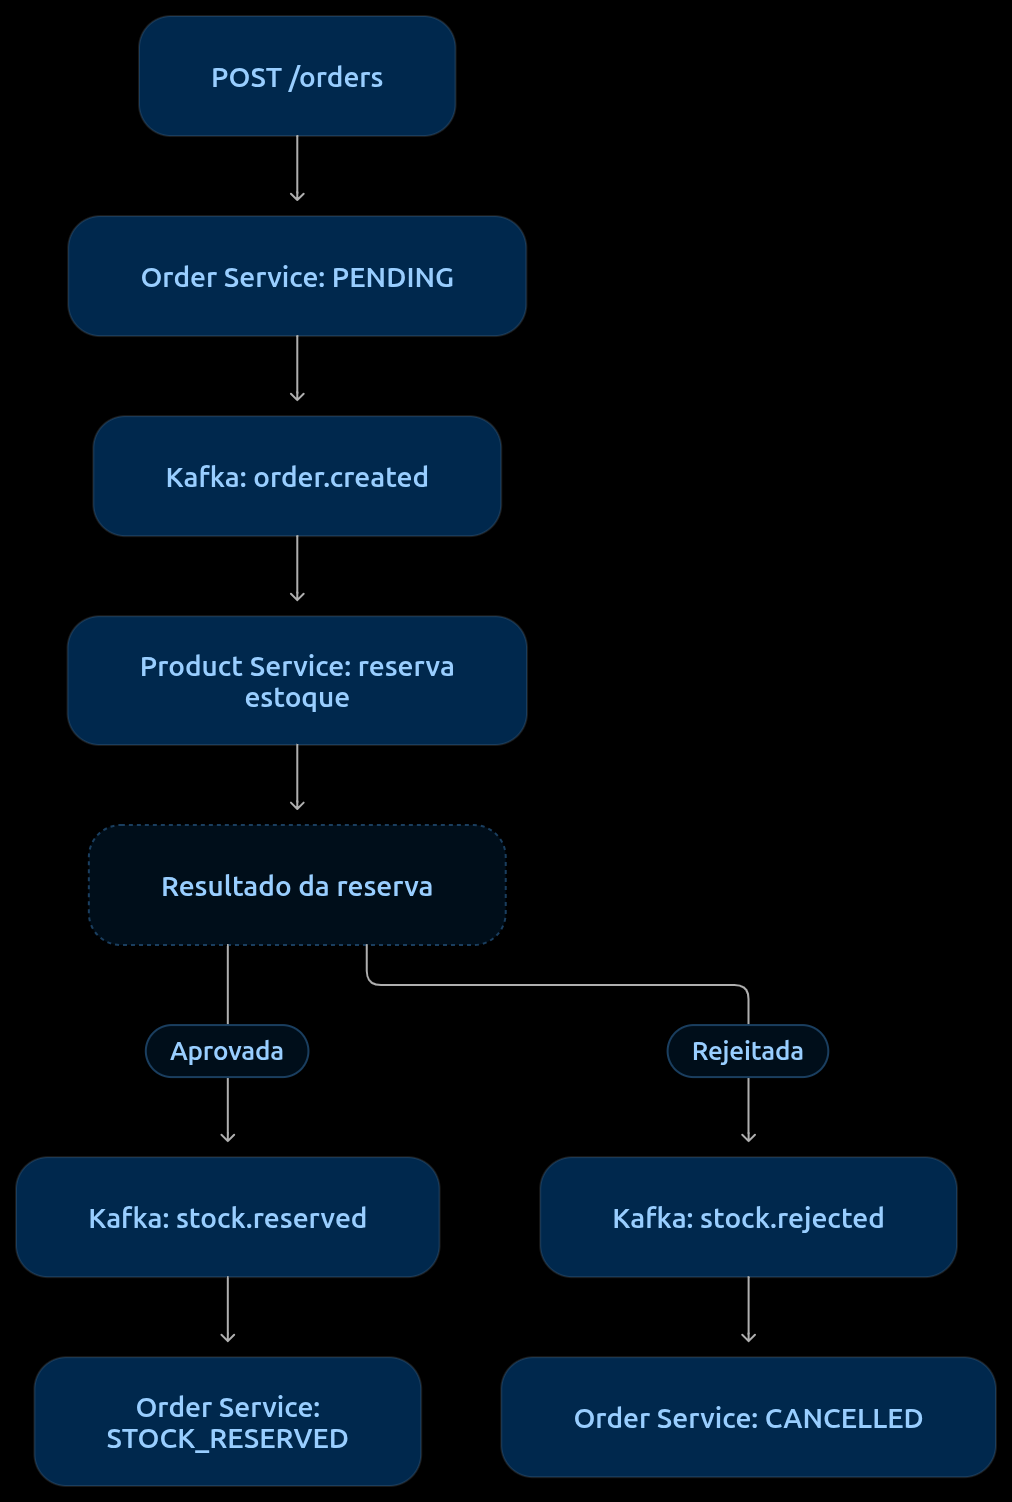 POST /orders
Order Service: PENDING
Kafka: order.created
Product Service: reserva
estoque
Resultado da reserva
Aprovada
Rejeitada
Kafka: stock.reserved
Kafka: stock.rejected
Order Service:
STOCK_RESERVED
Order Service: CANCELLED